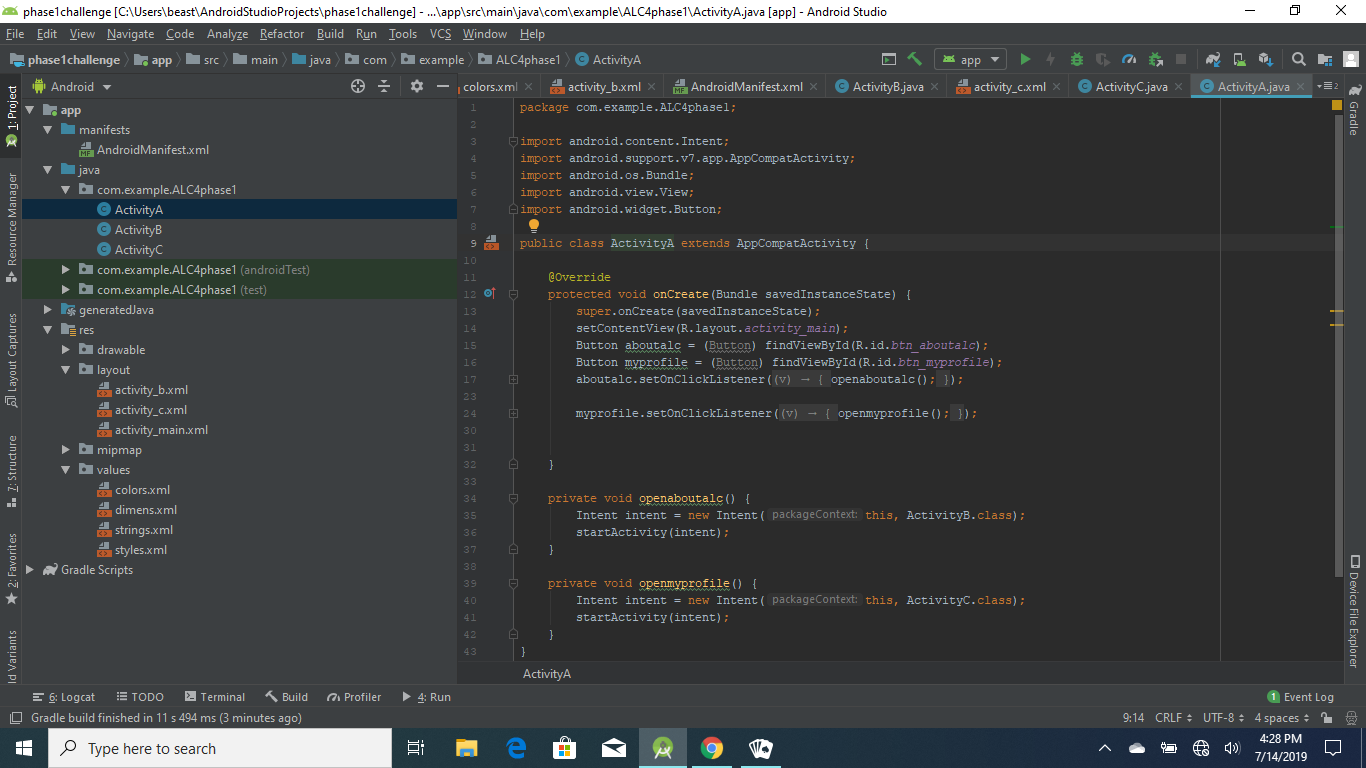 phase1challenge [C:\Users\beast\AndroidStudioProjects\phase1challenge] - ...\app\src\main\java\com\example\ALC4phase1\ActivityA.java [app] - Android Studio
File Edit View Navigate Code Analyze Refactor Build Run Tools VCS Window Help
phase1challenge app src main java com example ALC4phase1 ActivityA
app
Android
colors.xml activity_b.xml AndroidManifest.xml ActivityB.java activity_c.xml ActivityC.java ActivityA.java
1: Project
Resource Manager
Layout Captures
7: Structure
2: Favorites
ld Variants
app
manifests
AndroidManifest.xml
java
com.example.ALC4phase1
ActivityA
ActivityB
ActivityC
com.example.ALC4phase1 (androidTest)
com.example.ALC4phase1 (test)
generatedJava
res
drawable
layout
activity_b.xml
activity_c.xml
activity_main.xml
mipmap
values
colors.xml
dimens.xml
strings.xml
styles.xml
Gradle Scripts
1 package com.example.ALC4phase1;
2
3 import android.content.Intent;
4 import android.support.v7.app.AppCompatActivity;
5 import android.os.Bundle;
6 import android.view.View;
7 import android.widget.Button;
8
9 public class ActivityA extends AppCompatActivity {
10
11 @Override
12 protected void onCreate(Bundle savedInstanceState) {
13 super.onCreate(savedInstanceState);
14 setContentView(R.layout.activity_main);
15 Button aboutalc = (Button) findViewById(R.id.btn_aboutalc);
16 Button myprofile = (Button) findViewById(R.id.btn_myprofile);
17 aboutalc.setOnClickListener((v) → { openaboutalc(); });
23
24 myprofile.setOnClickListener((v) → { openmyprofile(); });
30
31
32 }
33
34 private void openaboutalc() {
35 Intent intent = new Intent( packageContext: this, ActivityB.class);
36 startActivity(intent);
37 }
38
39 private void openmyprofile() {
40 Intent intent = new Intent( packageContext: this, ActivityC.class);
41 startActivity(intent);
42 }
43 }
ActivityA
Gradle
Device File Explorer
6: Logcat TODO Terminal Build Profiler 4: Run 1 Event Log
Gradle build finished in 11 s 494 ms (3 minutes ago) 9:14 CRLF UTF-8 4 spaces
Type here to search
4:28 PM
7/14/2019